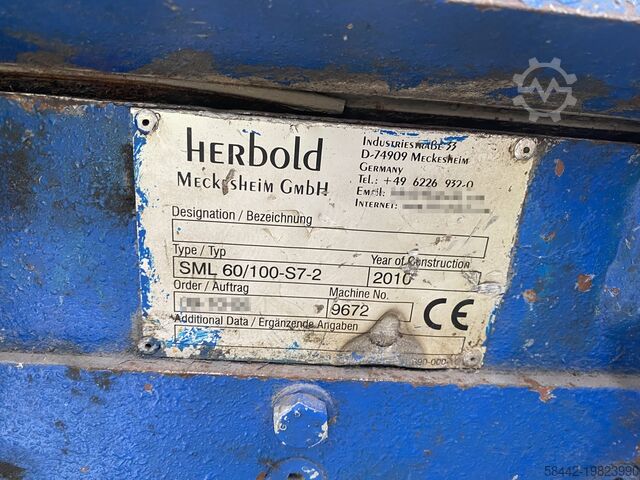 HERBOLD
MECKESHEIM GMBH
INDUSTRIESTRAßE 33
D-74909 MECKESHEIM
GERMANY
TEL.: +49 6226 932-0
EMAIL:
INTERNET:
Designation / Bezeichnung
Type / Typ
Year of Construction
SML 60/100-S7-2
2010
Order / Auftrag
Machine No.
9672
CE
Additional Data / Ergänzende Angaben
58442-19823990